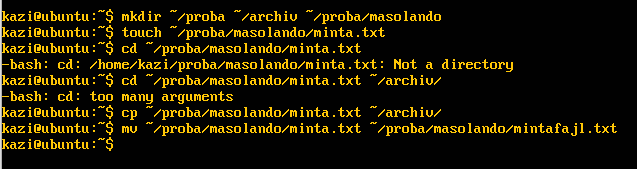 kazi@ubuntu:~$ mkdir ~/proba ~/archiv ~/proba/masolando
kazi@ubuntu:~$ touch ~/proba/masolando/minta.txt
kazi@ubuntu:~$ cd ~/proba/masolando/minta.txt
-bash: cd: /home/kazi/proba/masolando/minta.txt: Not a directory
kazi@ubuntu:~$ cd ~/proba/masolando/minta.txt ~/archiv/
-bash: cd: too many arguments
kazi@ubuntu:~$ cp ~/proba/masolando/minta.txt ~/archiv/
kazi@ubuntu:~$ mv ~/proba/masolando/minta.txt ~/proba/masolando/mintafajl.txt
kazi@ubuntu:~$